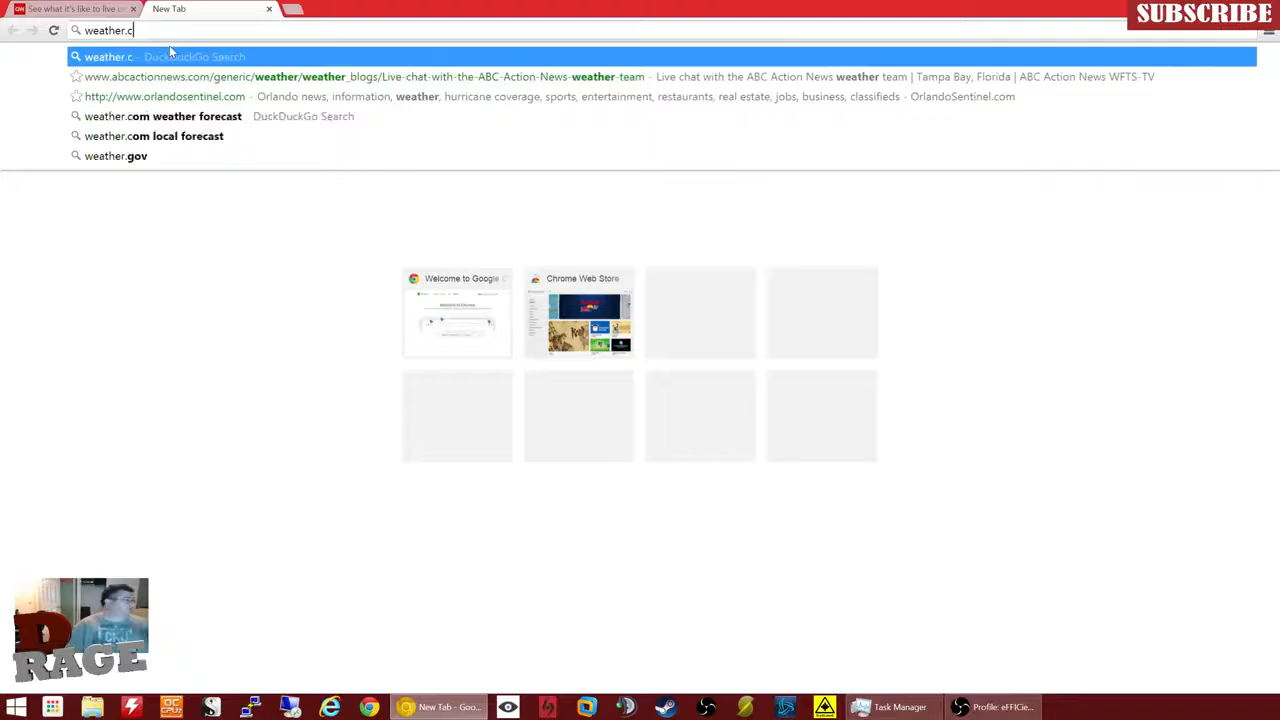 See what it's like to live on
New Tab
SUBSCRIBE
weather.c
weather.c - DuckDuckGo Search
www.abcactionnews.com/generic/weather/weather_blogs/Live-chat-with-the-ABC-Action-News-weather-team - Live chat with the ABC Action News weather team | Tampa Bay, Florida | ABC Action News WFTS-TV
http://www.orlandosentinel.com - Orlando news, information, weather, hurricane coverage, sports, entertainment, restaurants, real estate, jobs, business, classifieds - OrlandoSentinel.com
weather.com weather forecast DuckDuckGo Search
weather.com local forecast
weather.gov
Welcome to Google C
Chrome Web Store
D
RAGE
OC
CPUz
New Tab - Goo...
Task Manager
Profile: eFFICie...